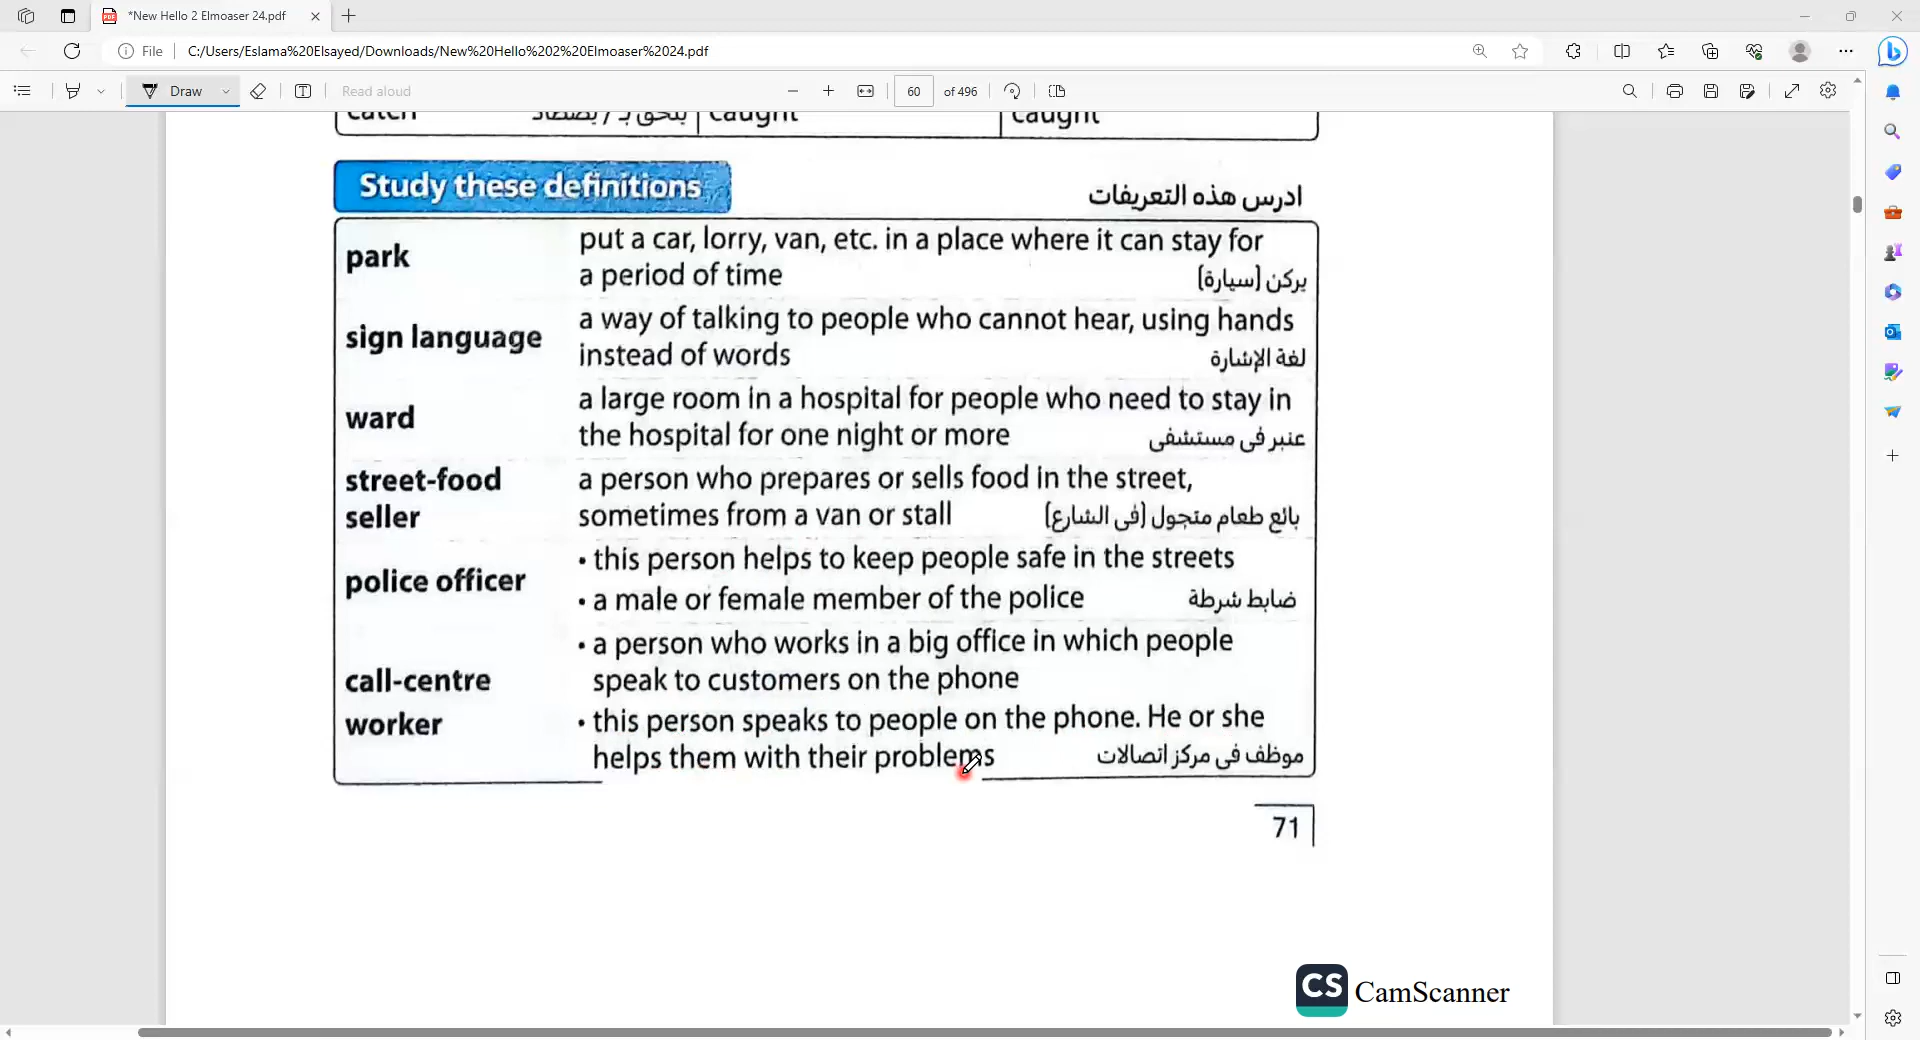 *New Hello 2 Elmoaser 24.pdf
File
C:/Users/Eslama%20Elsayed/Downloads/New%20Hello%202%20Elmoaser%2024.pdf
Draw
Read aloud
60
of 496
catch
caught
caught
Study these definitions
ادرس هذه التعريفات
park
put a car, lorry, van, etc. in a place where it can stay for
a period of time
يركن (سيارة)
sign language
a way of talking to people who cannot hear, using hands
instead of words
لغة الإشارة
ward
a large room in a hospital for people who need to stay in
the hospital for one night or more
عنبر فى مستشفى
street-food
seller
a person who prepares or sells food in the street,
sometimes from a van or stall
بائع طعام متجول (فى الشارع)
police officer
• this person helps to keep people safe in the streets
• a male or female member of the police
ضابط شرطة
call-centre
worker
• a person who works in a big office in which people
speak to customers on the phone
• this person speaks to people on the phone. He or she
helps them with their problems
موظف فى مركز اتصالات
71
CS CamScanner